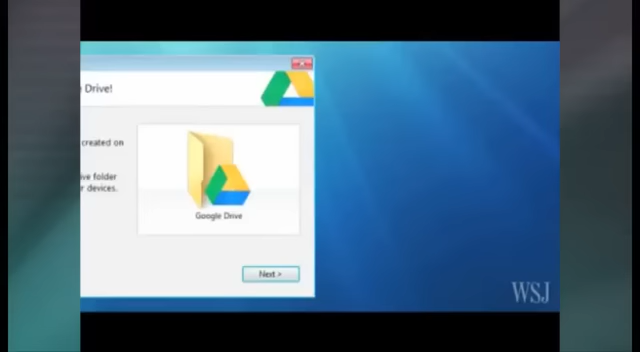 Drive!
created on
ve folder
r devices.
Google Drive
Next >
WSJ